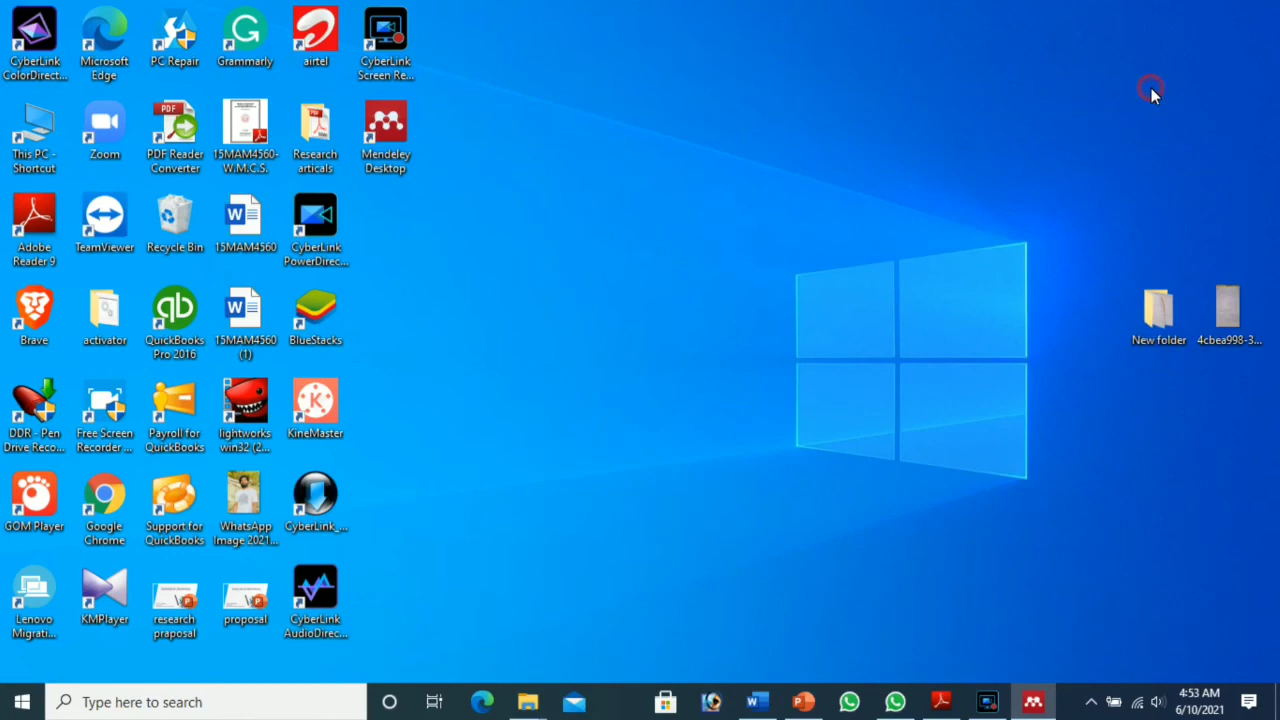 CyberLink
ColorDirect...
Microsoft
Edge
PC Repair
Grammarly
airtel
CyberLink
Screen Re...
This PC -
Shortcut
Zoom
PDF
PDF Reader
Converter
15MAM4560-
W.M.C.S.
PDF
Research
articals
Mendeley
Desktop
Adobe
Reader 9
TeamViewer
Recycle Bin
W
15MAM4560
CyberLink
PowerDirec...
Brave
activator
qb
QuickBooks
Pro 2016
W
15MAM4560
(1)
BlueStacks
New folder
4cbea998-3...
DDR - Pen
Drive Reco...
Free Screen
Recorder ...
Payroll for
QuickBooks
lightworks
win32 (2...
K
KineMaster
GOM Player
Google
Chrome
Support for
QuickBooks
WhatsApp
Image 2021...
CyberLink_...
Lenovo
Migrati...
KMPlayer
research
praposal
proposal
CyberLink
AudioDirec...
Type here to search
4:53 AM
6/10/2021